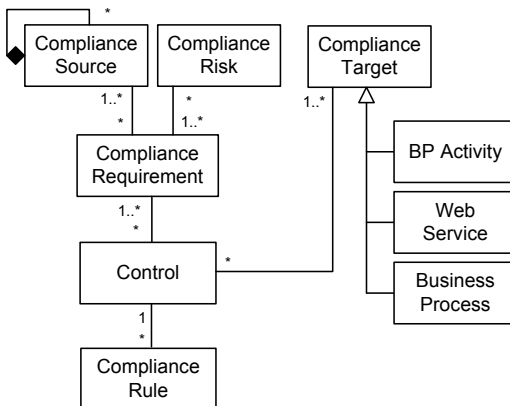 *
Compliance
Source
Compliance
Risk
Compliance
Target
1..*
*
*
1..*
1..*
Compliance
Requirement
BP Activity
1..*
*
Web
Service
Control
*
Business
Process
1
*
Compliance
Rule